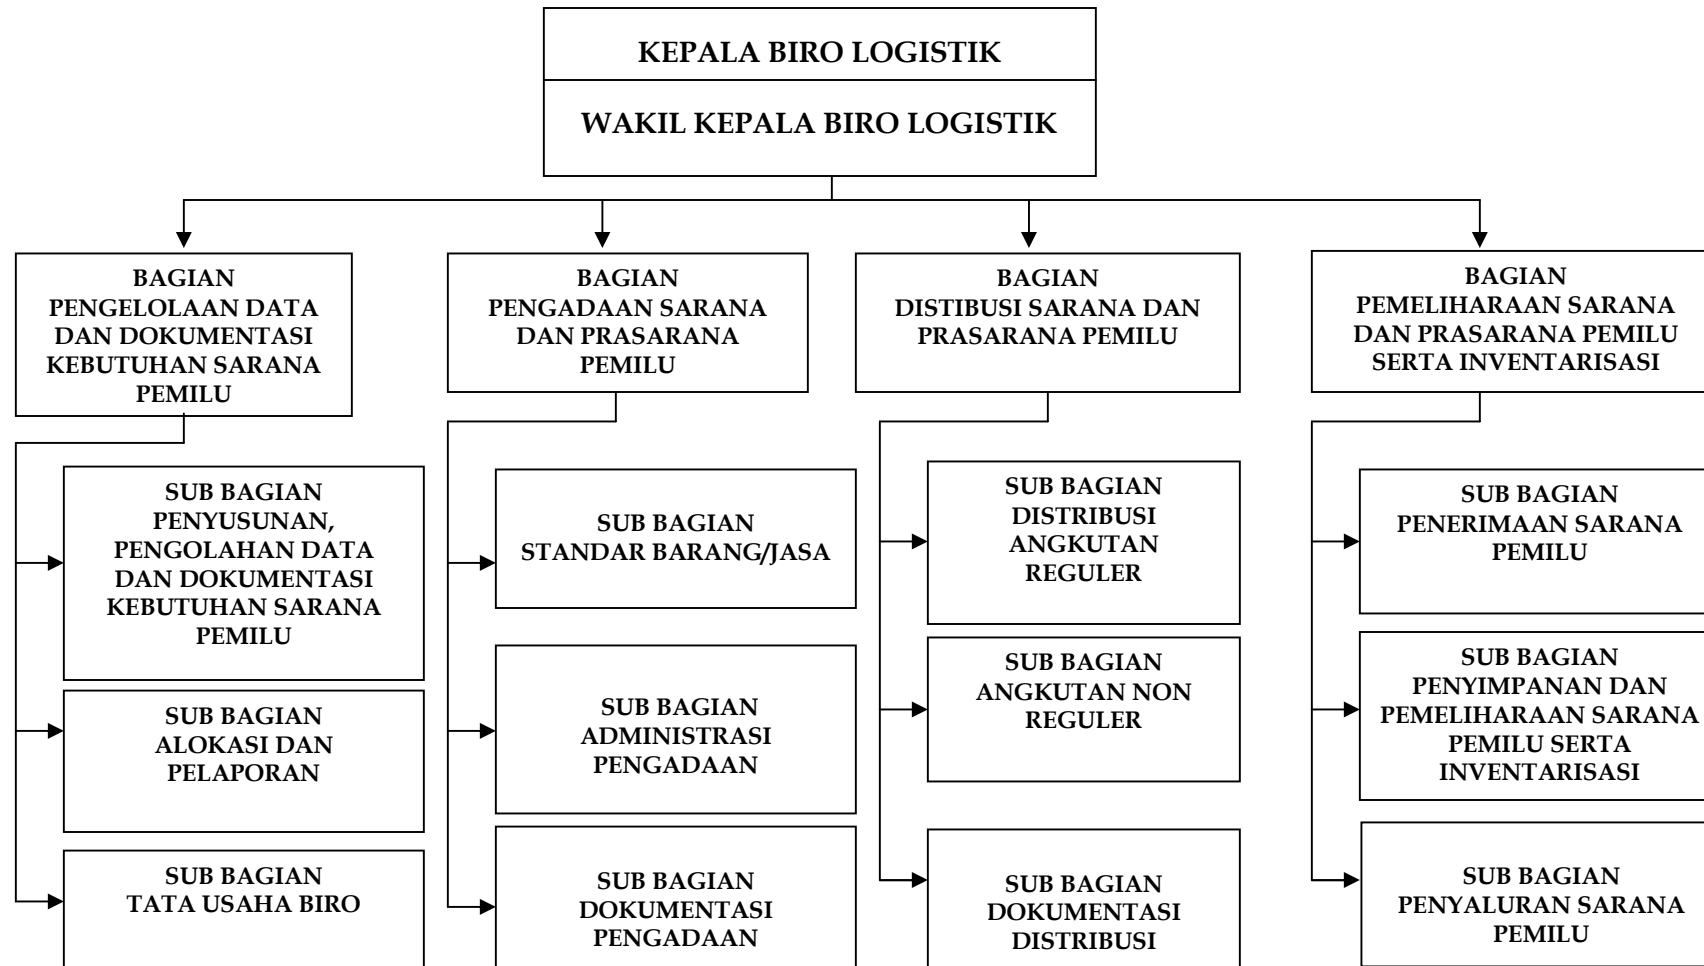 KEPALA BIRO LOGISTIK
WAKIL KEPALA BIRO LOGISTIK
BAGIAN
PENGELOLAAN DATA
DAN DOKUMENTASI
KEBUTUHAN SARANA
PEMILU
BAGIAN
PENGADAAN SARANA
DAN PRASARANA
PEMILU
BAGIAN
DISTIBUSI SARANA DAN
PRASARANA PEMILU
BAGIAN
PEMELIHARAAN SARANA
DAN PRASARANA PEMILU
SERTA INVENTARISASI
SUB BAGIAN
PENYUSUNAN,
PENGOLAHAN DATA
DAN DOKUMENTASI
KEBUTUHAN SARANA
PEMILU
SUB BAGIAN
STANDAR BARANG/JASA
SUB BAGIAN
DISTRIBUSI
ANGKUTAN
REGULER
SUB BAGIAN
PENERIMAAN SARANA
PEMILU
SUB BAGIAN
ALOKASI DAN
PELAPORAN
SUB BAGIAN
ADMINISTRASI
PENGADAAN
SUB BAGIAN
ANGKUTAN NON
REGULER
SUB BAGIAN
PENYIMPANAN DAN
PEMELIHARAAN SARANA
PEMILU SERTA
INVENTARISASI
SUB BAGIAN
TATA USAHA BIRO
SUB BAGIAN
DOKUMENTASI
PENGADAAN
SUB BAGIAN
DOKUMENTASI
DISTRIBUSI
SUB BAGIAN
PENYALURAN SARANA
PEMILU